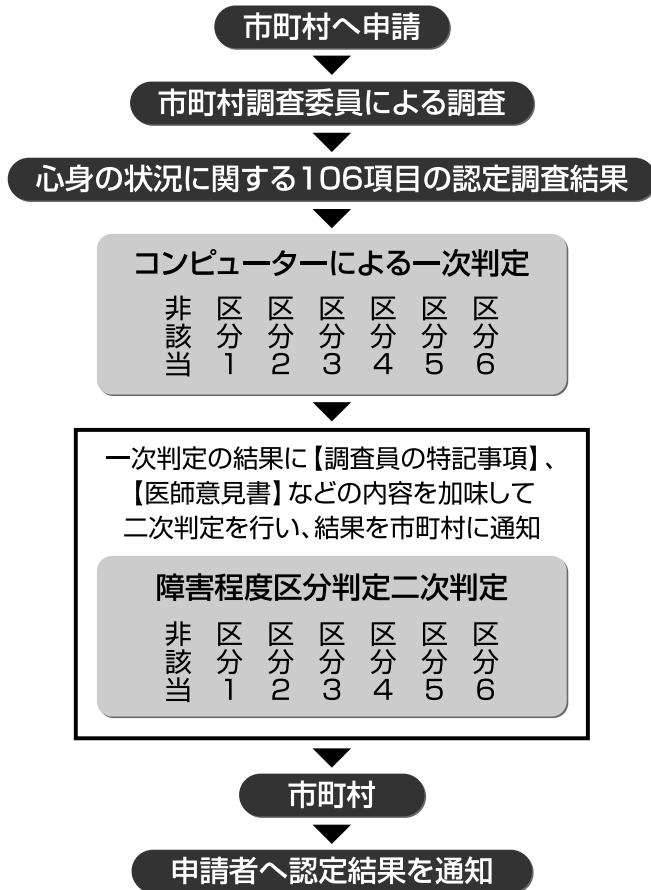 市町村へ申請
市町村調査委員による調査
心身の状況に関する106項目の認定調査結果
コンピューターによる一次判定
非該当 区分1 区分2 区分3 区分4 区分5 区分6
一次判定の結果に【調査員の特記事項】、
【医師意見書】などの内容を加味して
二次判定を行い、結果を市町村に通知
障害程度区分判定二次判定
非該当 区分1 区分2 区分3 区分4 区分5 区分6
市町村
申請者へ認定結果を通知